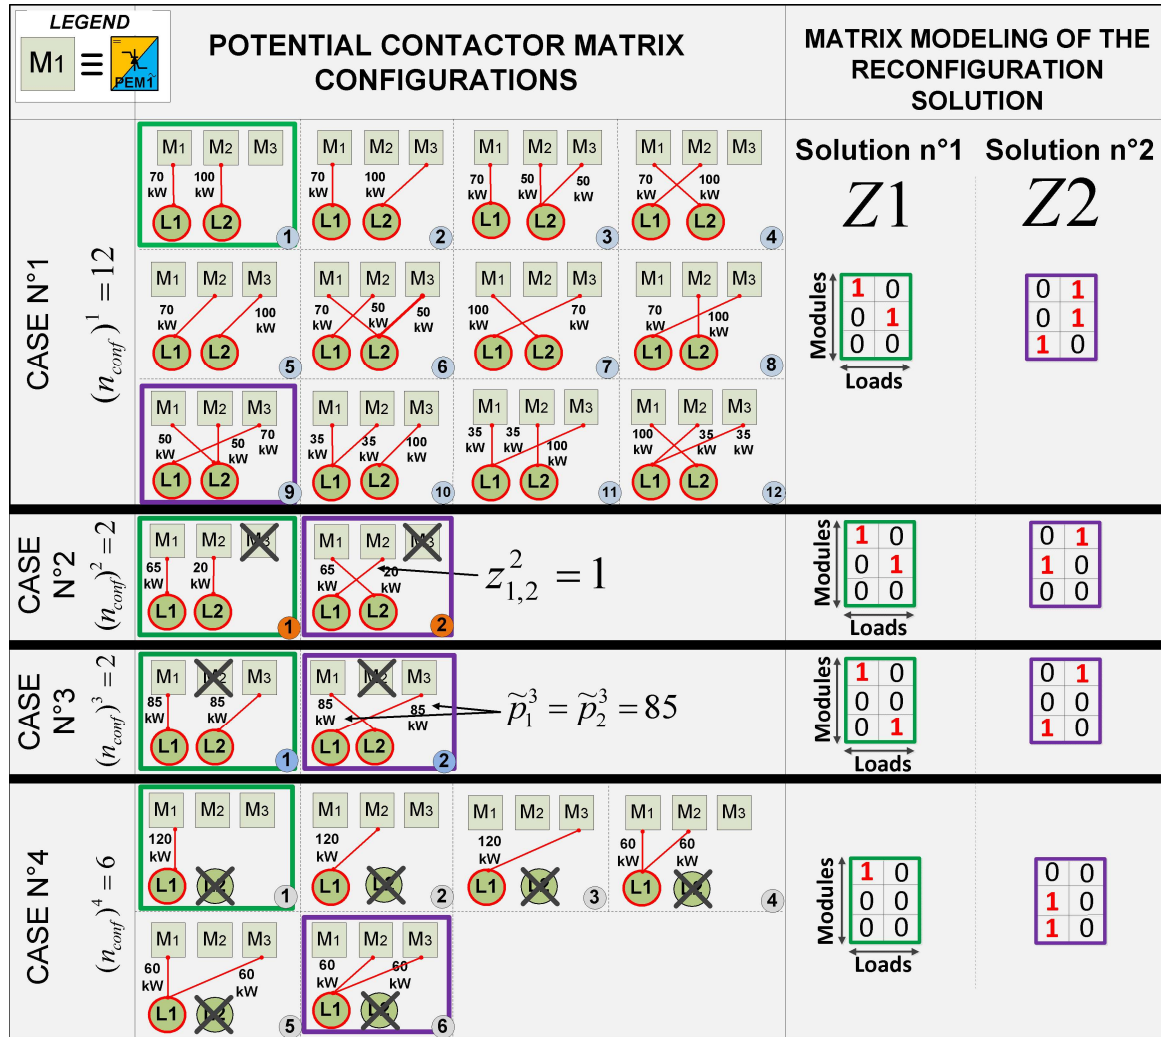 LEGEND
M1 ≡ PEM1
POTENTIAL CONTACTOR MATRIX
CONFIGURATIONS
MATRIX MODELING OF THE
RECONFIGURATION
SOLUTION
Solution n°1 Solution n°2
Z1 Z2
CASE N°1
(n_conf)^1 = 12
M1 M2 M3
70 kW 100 kW
L1 L2
1
M1 M2 M3
70 kW 100 kW
L1 L2
2
M1 M2 M3
70 kW 50 kW 50 kW
L1 L2
3
M1 M2 M3
70 kW 100 kW
L1 L2
4
M1 M2 M3
70 kW 100 kW
L1 L2
5
M1 M2 M3
70 kW 50 kW 50 kW
L1 L2
6
M1 M2 M3
100 kW 70 kW
L1 L2
7
M1 M2 M3
70 kW 100 kW
L1 L2
8
M1 M2 M3
50 kW 50 kW 70 kW
L1 L2
9
M1 M2 M3
35 kW 35 kW 100 kW
L1 L2
10
M1 M2 M3
35 kW 35 kW 100 kW
L1 L2
11
M1 M2 M3
100 kW 35 kW 35 kW
L1 L2
12
Modules
1 0
0 1
0 0
Loads
0 1
0 1
1 0
CASE
N°2
(n_conf)^2 = 2
M1 M2 M3
65 kW 20 kW
L1 L2
1
M1 M2 M3
65 kW 20 kW
L1 L2
2
z^2_1,2 = 1
Modules
1 0
0 1
0 0
Loads
0 1
1 0
0 0
CASE
N°3
(n_conf)^3 = 2
M1 M2 M3
85 kW 85 kW
L1 L2
1
M1 M2 M3
85 kW 85 kW
L1 L2
2
p̃^3_1 = p̃^3_2 = 85
Modules
1 0
0 0
0 1
Loads
0 1
0 0
1 0
CASE N°4
(n_conf)^4 = 6
M1 M2 M3
120 kW
L1 L2
1
M1 M2 M3
120 kW
L1 L2
2
M1 M2 M3
120 kW
L1 L2
3
M1 M2 M3
60 kW 60 kW
L1 L2
4
M1 M2 M3
60 kW 60 kW
L1 L2
5
M1 M2 M3
60 kW 60 kW
L1 L2
6
Modules
1 0
0 0
0 0
Loads
0 0
1 0
1 0